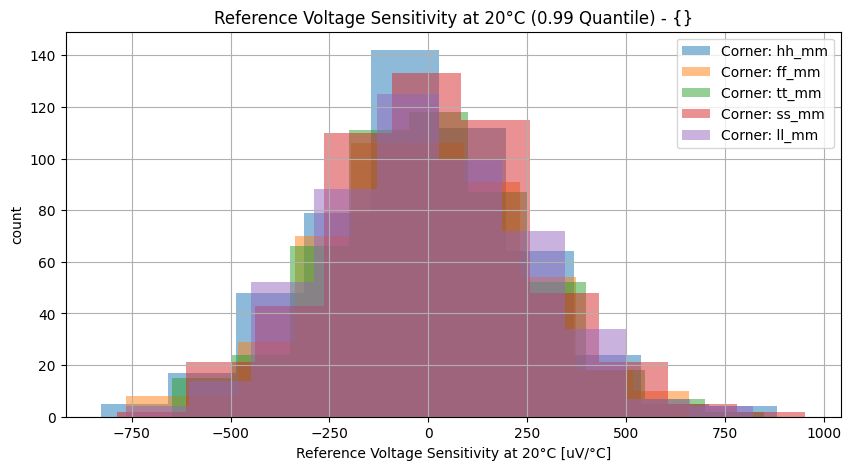 Reference Voltage Sensitivity at 20°C (0.99 Quantile) - {}
140
120
100
80
60
40
20
0
count
Corner: hh_mm
Corner: ff_mm
Corner: tt_mm
Corner: ss_mm
Corner: ll_mm
−750 −500 −250 0 250 500 750 1000
Reference Voltage Sensitivity at 20°C [uV/°C]